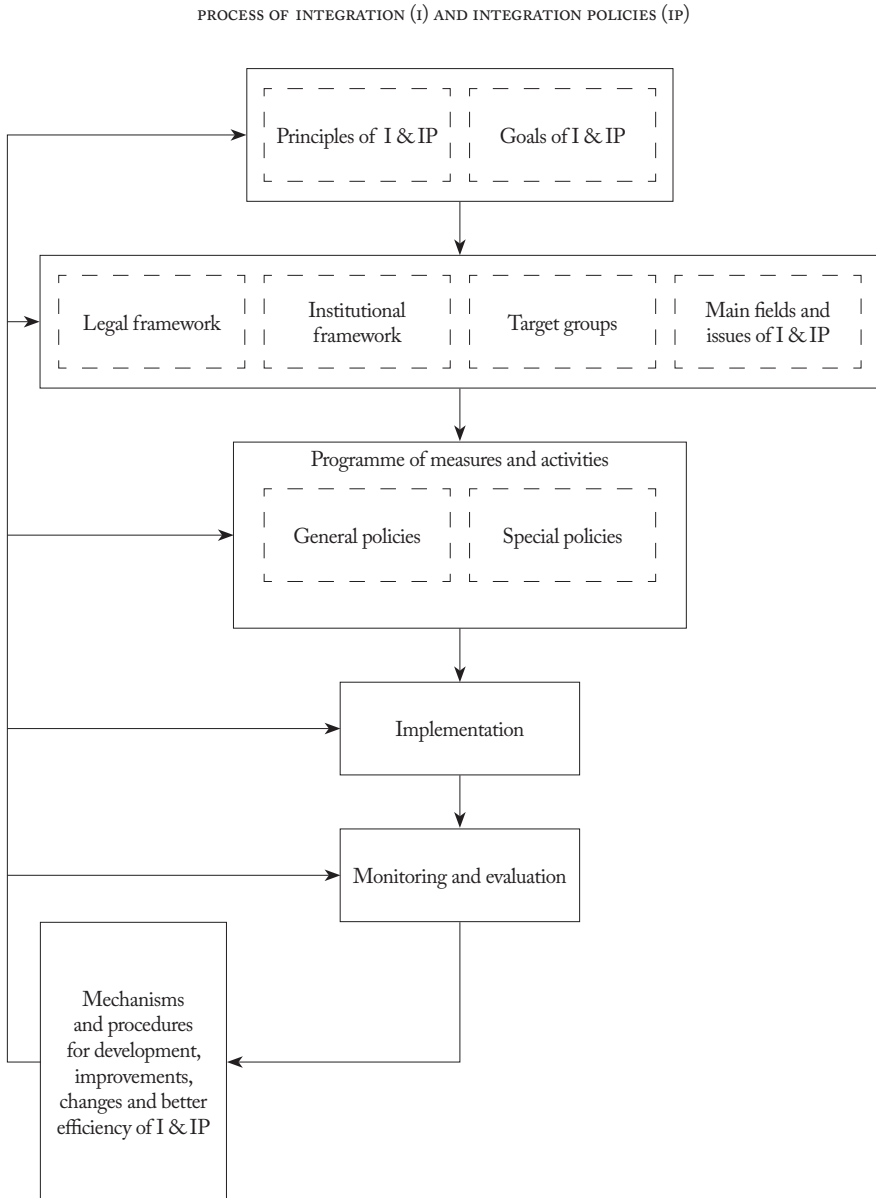 PROCESS OF INTEGRATION (I) AND INTEGRATION POLICIES (IP)
Principles of I & IP
Goals of I & IP
Legal framework
Institutional
framework
Target groups
Main fields and
issues of I & IP
Programme of measures and activities
General policies
Special policies
Implementation
Monitoring and evaluation
Mechanisms
and procedures
for development,
improvements,
changes and better
efficiency of I & IP